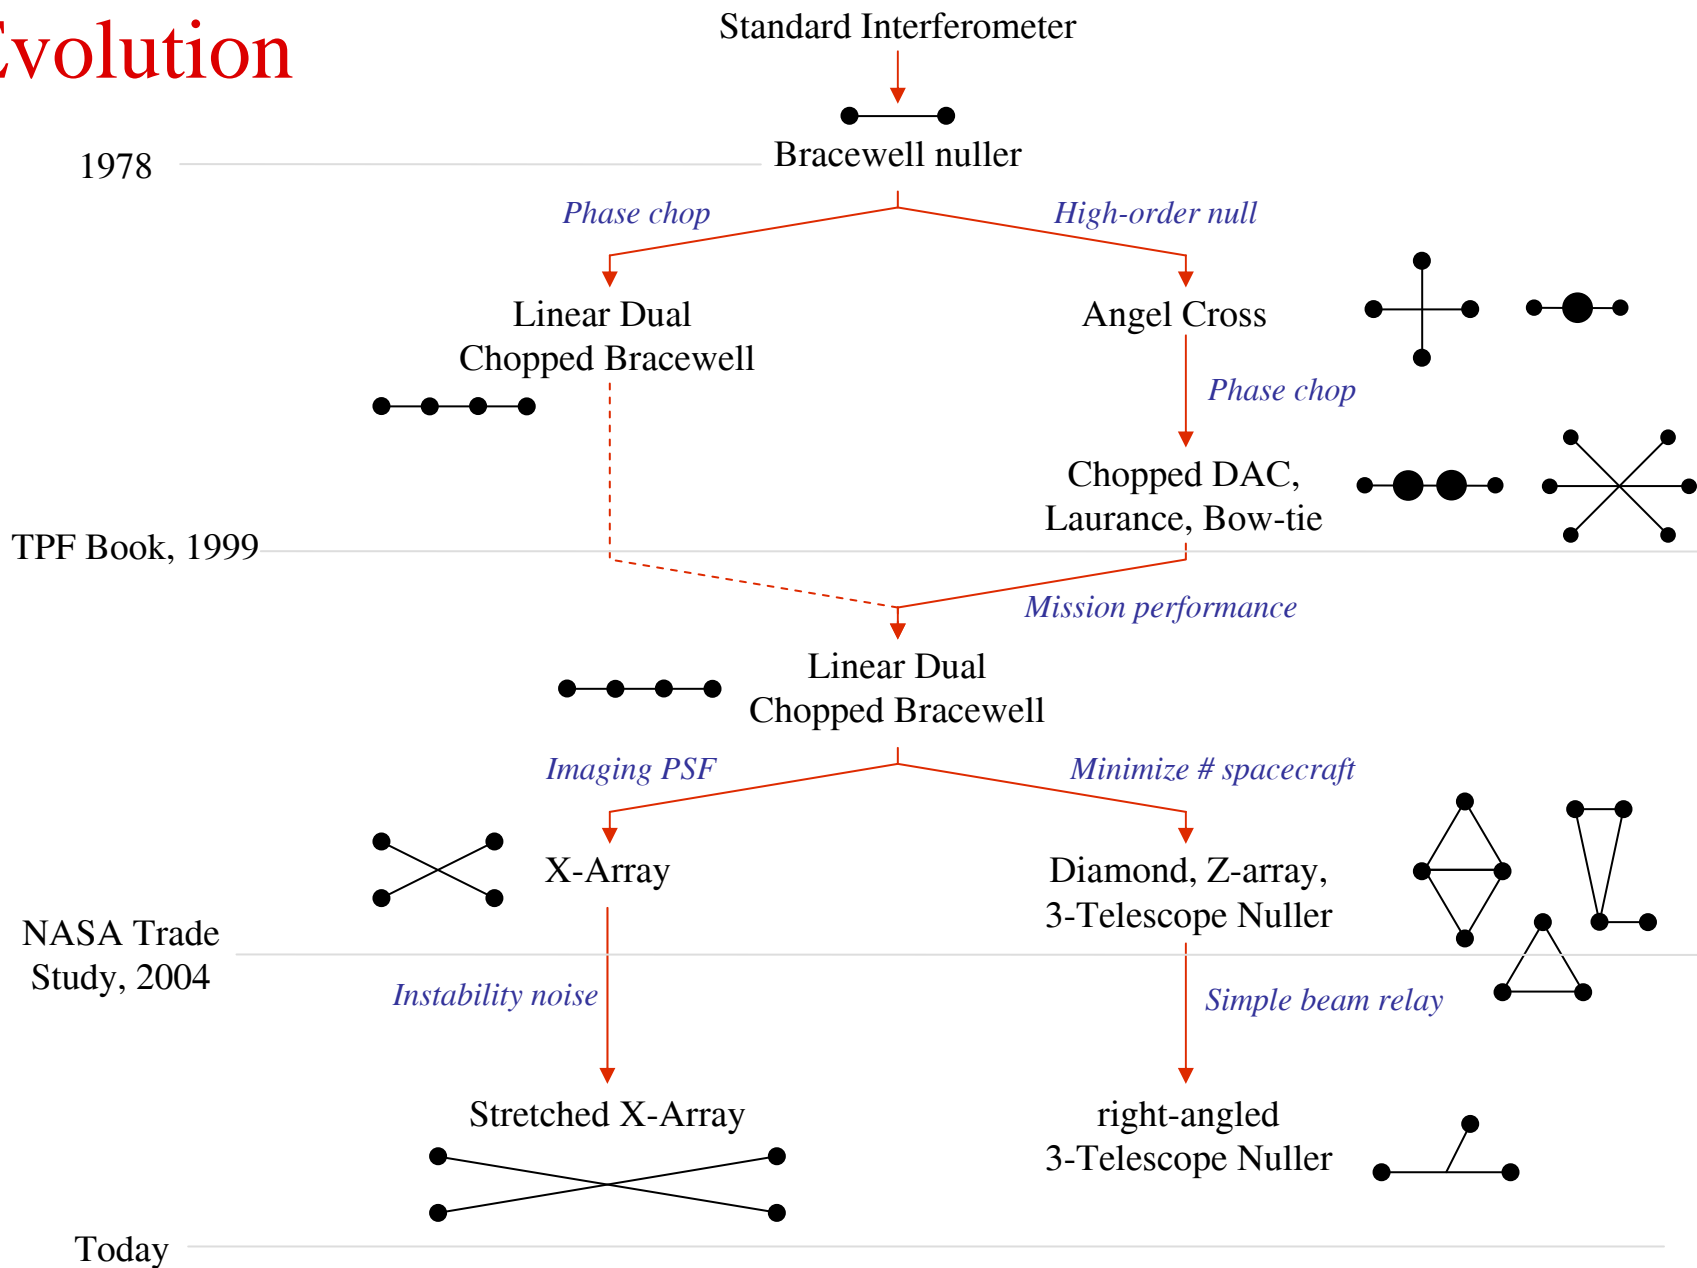 Evolution
Standard Interferometer
1978
Bracewell nuller
Phase chop
High-order null
Linear Dual
Chopped Bracewell
Angel Cross
Phase chop
Chopped DAC,
Laurance, Bow-tie
TPF Book, 1999
Mission performance
Linear Dual
Chopped Bracewell
Imaging PSF
Minimize # spacecraft
X-Array
Diamond, Z-array,
3-Telescope Nuller
NASA Trade
Study, 2004
Instability noise
Simple beam relay
Stretched X-Array
right-angled
3-Telescope Nuller
Today